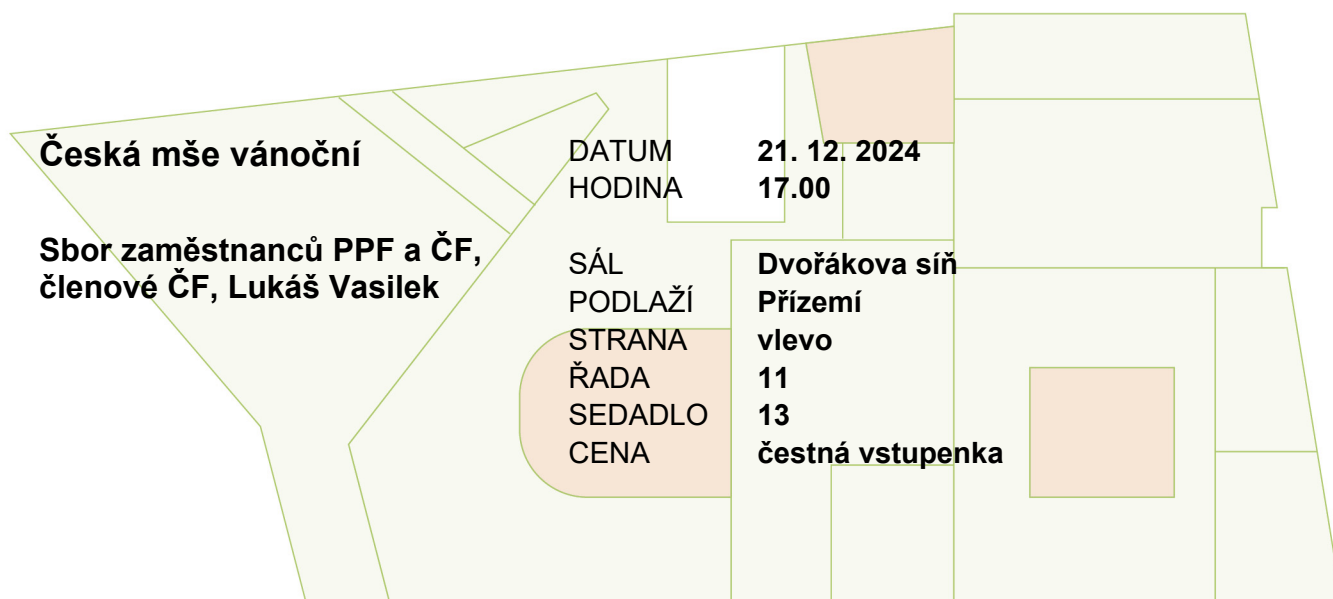 Česká mše vánoční
Sbor zaměstnanců PPF a ČF,
členové ČF, Lukáš Vasilek
DATUM 21. 12. 2024
HODINA 17.00
SÁL Dvořákova síň
PODLAŽÍ Přízemí
STRANA vlevo
ŘADA 11
SEDADLO 13
CENA čestná vstupenka